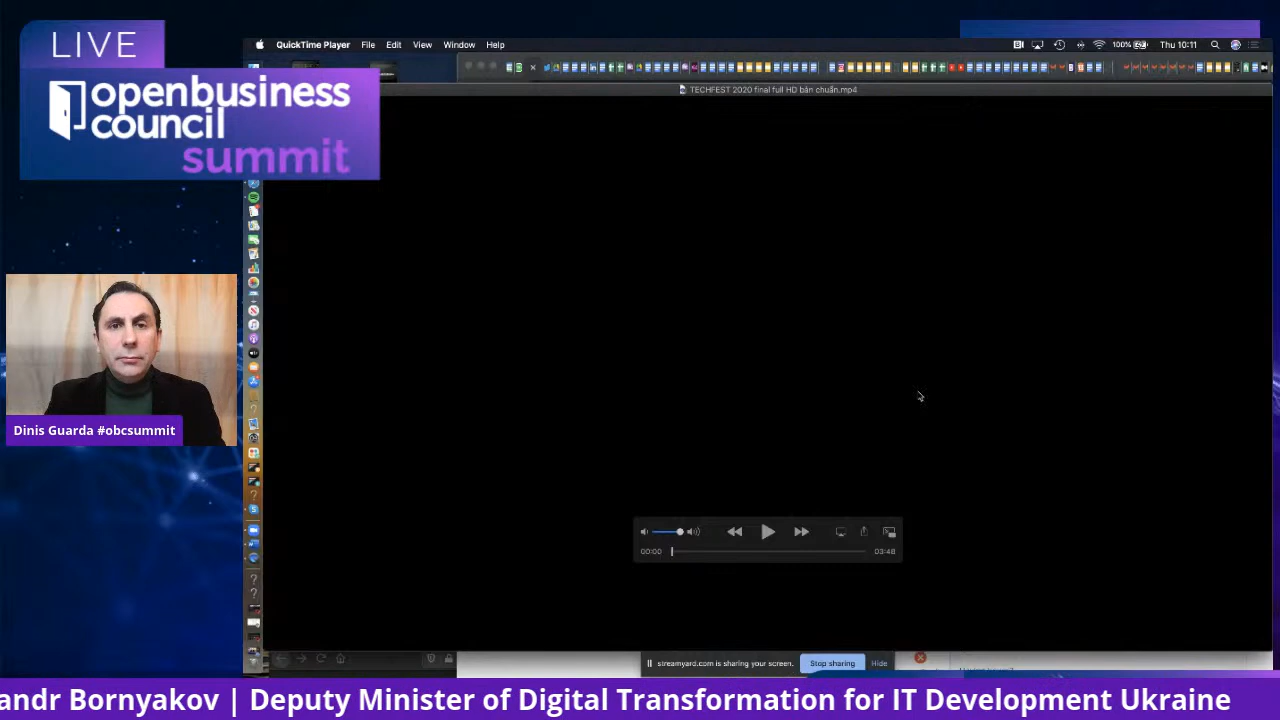 LIVE
openbusiness
council
summit
QuickTime Player File Edit View Window Help
100% Thu 10:11
TECHFEST 2020 final full HD bản chuẩn.mp4
Dinis Guarda #obcsummit
00:00 03:48
streamyard.com is sharing your screen. Stop sharing Hide
andr Bornyakov | Deputy Minister of Digital Transformation for IT Development Ukraine